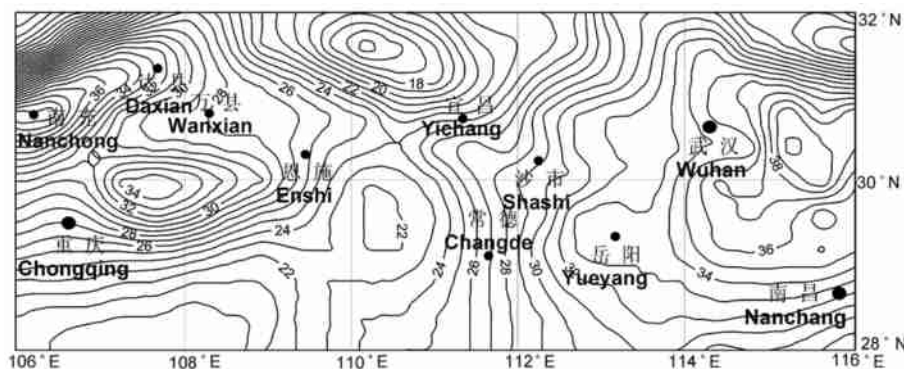 32°N
18
26
24
22
20
36
34
32
30
28
达县
Daxian
万县
Wanxian
南充
Nanchong
宜昌
Yichang
武汉
Wuhan
38
恩施
Enshi
沙市
Shashi
30°N
34
32
30
28
26
24
22
常德
Changde
24
26
28
30
32
岳阳
Yueyang
36
34
重庆
Chongqing
22
南昌
Nanchang
28°N
106°E
108°E
110°E
112°E
114°E
116°E